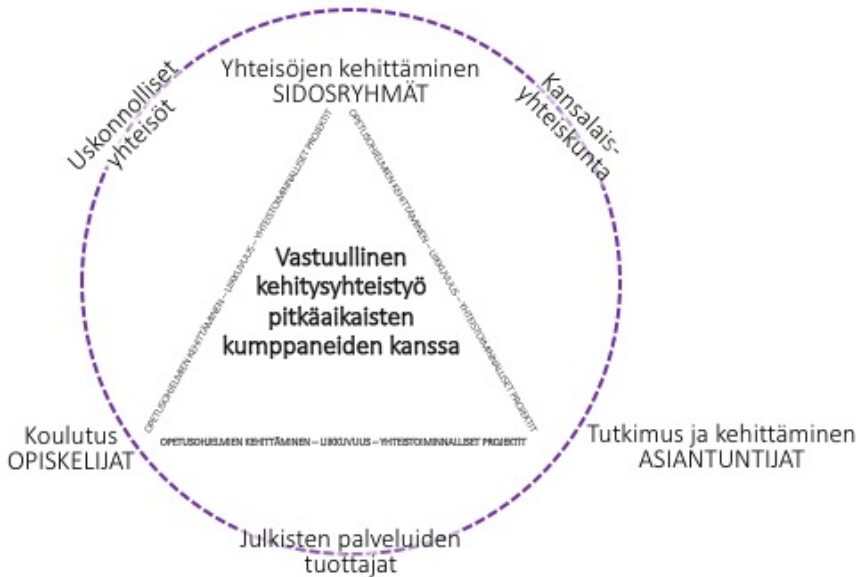 Yhteisöjen kehittäminen
SIDOSRYHMÄT
Uskonnolliset
yhteisöt
Kansalais-
yhteiskunta
OPETUSOHJELMIEN KEHITTÄMINEN – LIIKKUVUUS – YHTEISTOIMINNALLISET PROJEKTIT
OPETUSOHJELMIEN KEHITTÄMINEN – LIIKKUVUUS – YHTEISTOIMINNALLISET PROJEKTIT
Vastuullinen
kehitysyhteistyö
pitkäaikaisten
kumppaneiden kanssa
Koulutus
OPISKELIJAT
OPETUSOHJELMIEN KEHITTÄMINEN – LIIKKUVUUS – YHTEISTOIMINNALLISET PROJEKTIT
Tutkimus ja kehittäminen
ASIANTUNTIJAT
Julkisten palveluiden
tuottajat